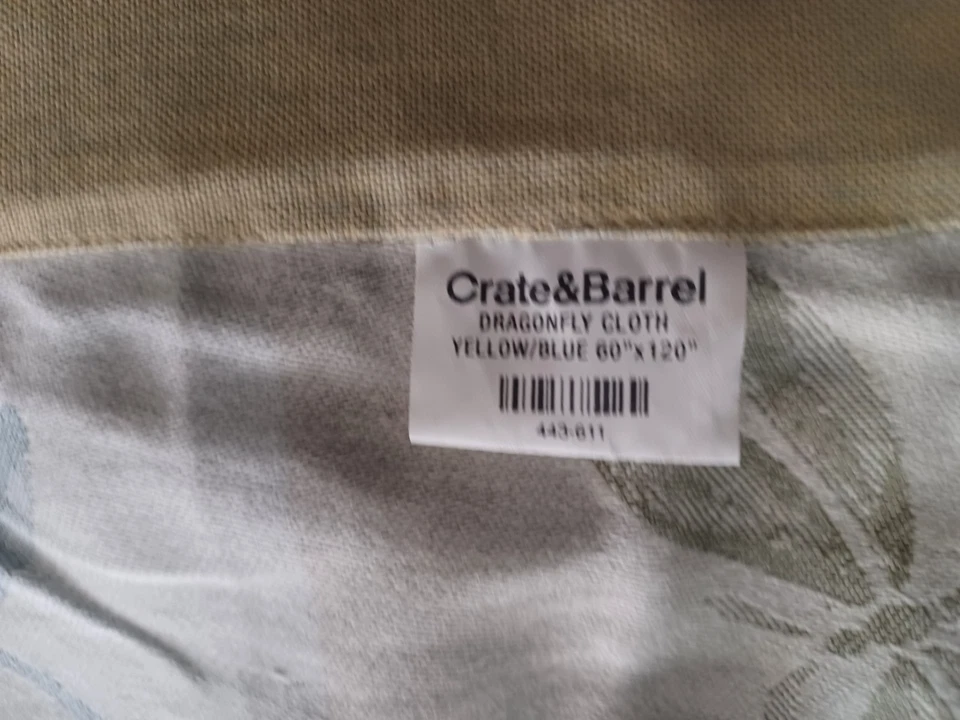 Crate&Barrel
DRAGONFLY CLOTH
YELLOW/BLUE 60"x120"
443-611